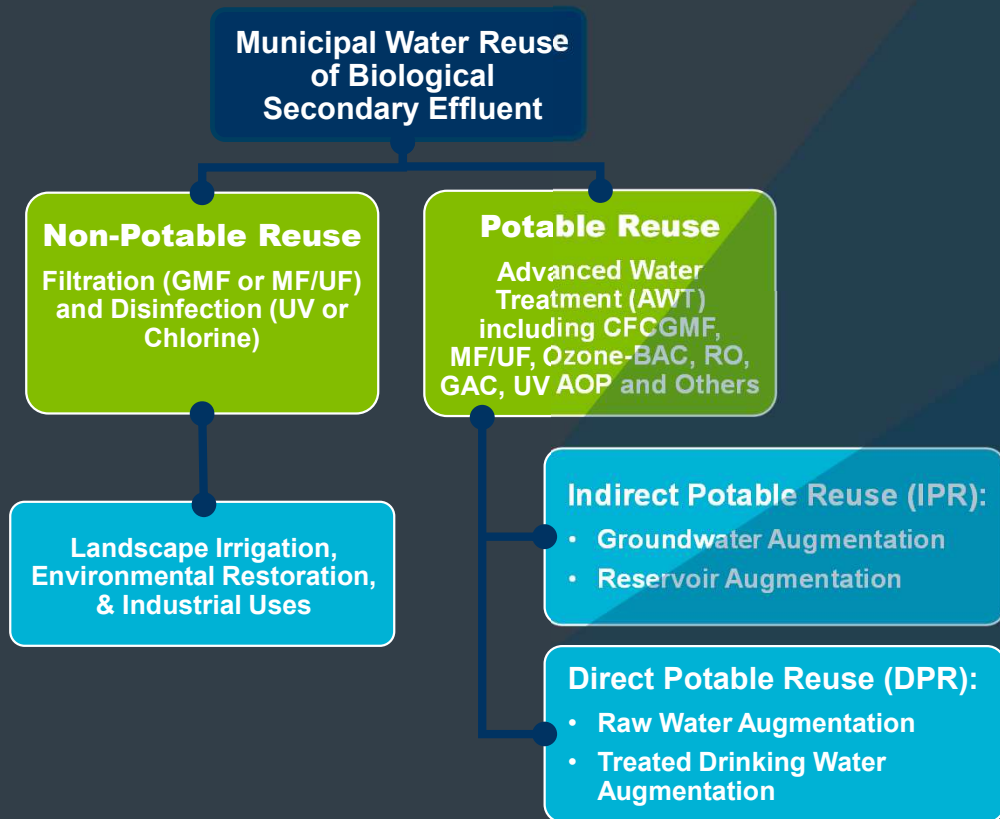 Municipal Water Reuse
of Biological
Secondary Effluent
Non-Potable Reuse
Filtration (GMF or MF/UF)
and Disinfection (UV or
Chlorine)
Potable Reuse
Advanced Water
Treatment (AWT)
including CFCGMF,
MF/UF, Ozone-BAC, RO,
GAC, UV AOP and Others
Landscape Irrigation,
Environmental Restoration,
& Industrial Uses
Indirect Potable Reuse (IPR):
• Groundwater Augmentation
• Reservoir Augmentation
Direct Potable Reuse (DPR):
• Raw Water Augmentation
• Treated Drinking Water
Augmentation